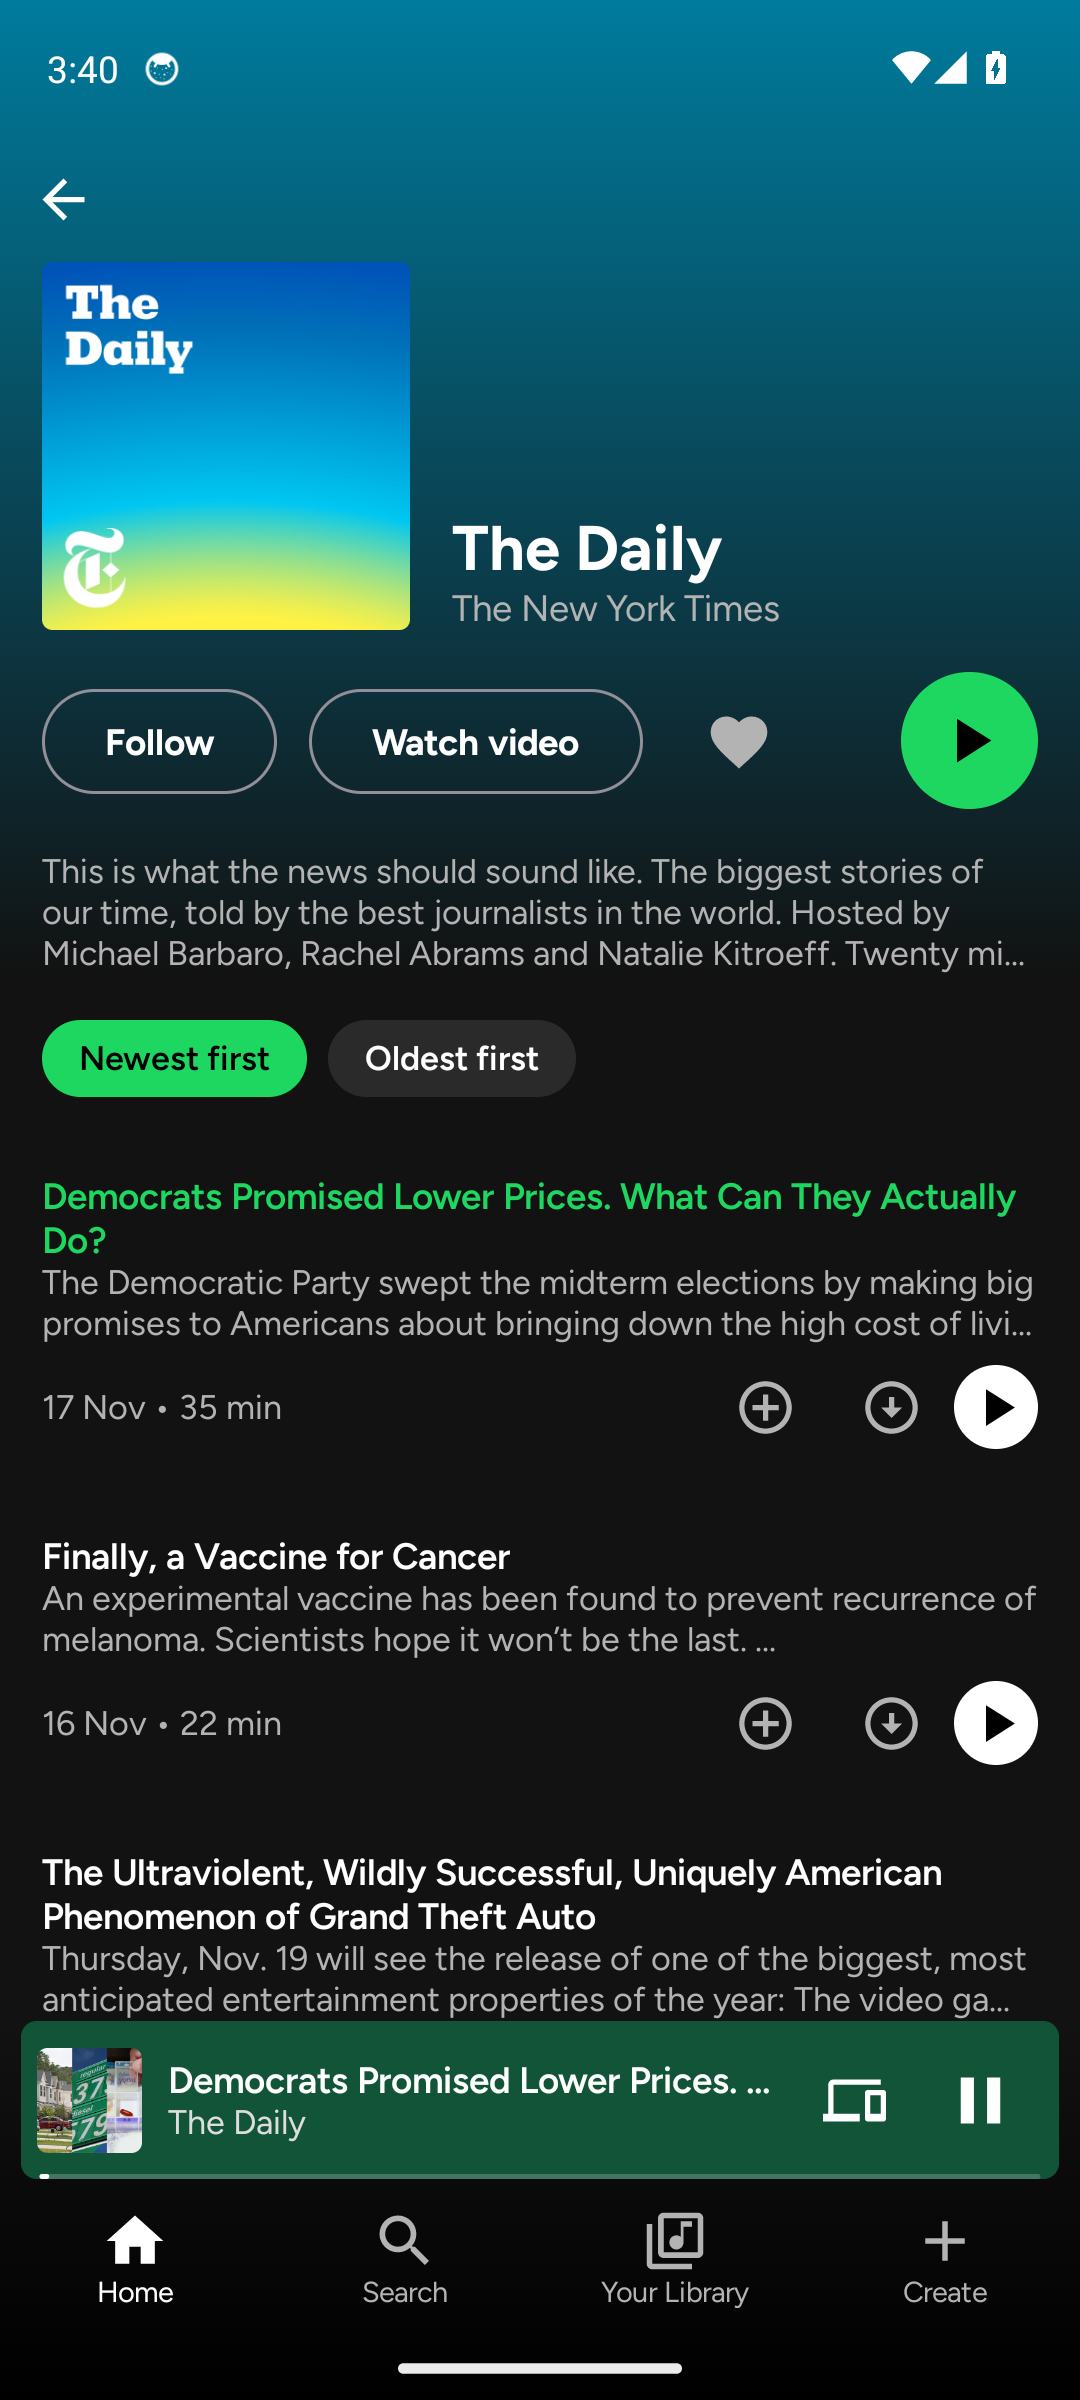 3:40
The
Daily
The Daily
The New York Times
Follow
Watch video
This is what the news should sound like. The biggest stories of
our time, told by the best journalists in the world. Hosted by
Michael Barbaro, Rachel Abrams and Natalie Kitroeff. Twenty mi...
Newest first
Oldest first
Democrats Promised Lower Prices. What Can They Actually
Do?
The Democratic Party swept the midterm elections by making big
promises to Americans about bringing down the high cost of livi...
17 Nov • 35 min
Finally, a Vaccine for Cancer
An experimental vaccine has been found to prevent recurrence of
melanoma. Scientists hope it won’t be the last. ...
16 Nov • 22 min
The Ultraviolent, Wildly Successful, Uniquely American
Phenomenon of Grand Theft Auto
Thursday, Nov. 19 will see the release of one of the biggest, most
anticipated entertainment properties of the year: The video ga...
Democrats Promised Lower Prices. ...
The Daily
Home
Search
Your Library
Create